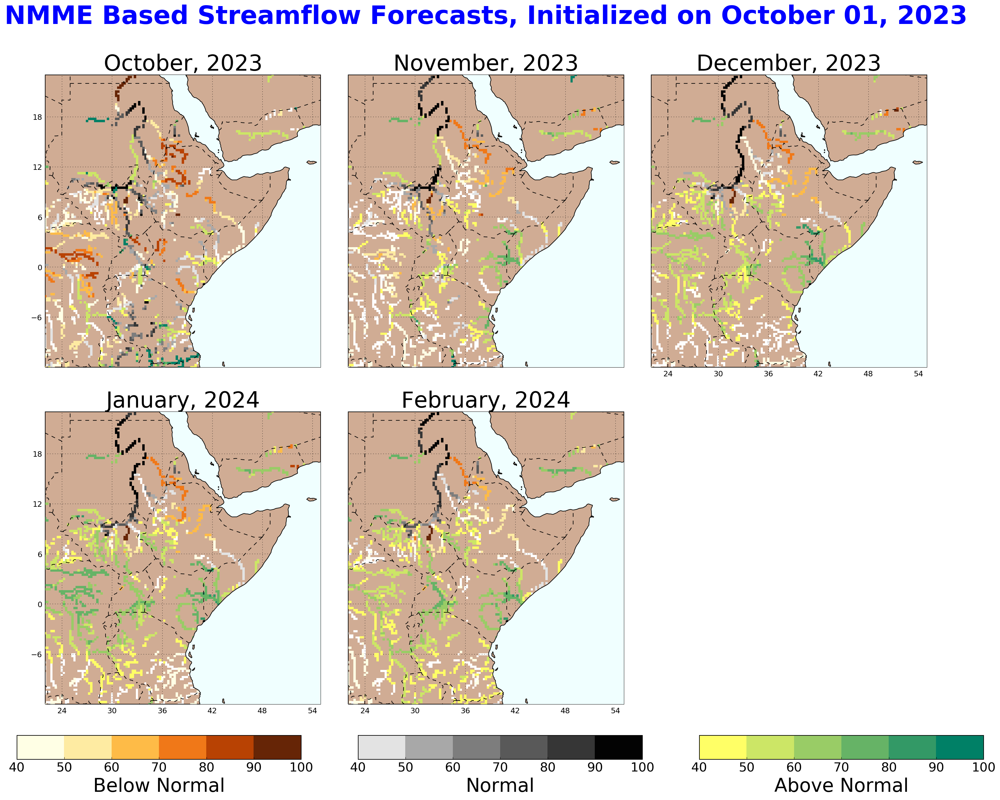 NMME Based Streamflow Forecasts, Initialized on October 01, 2023
October, 2023
November, 2023
December, 2023
18
12
6
0
−6
24 30 36 42 48 54
January, 2024
February, 2024
18
12
6
0
−6
24 30 36 42 48 54
24 30 36 42 48 54
40 50 60 70 80 90 100
Below Normal
40 50 60 70 80 90 100
Normal
40 50 60 70 80 90 100
Above Normal